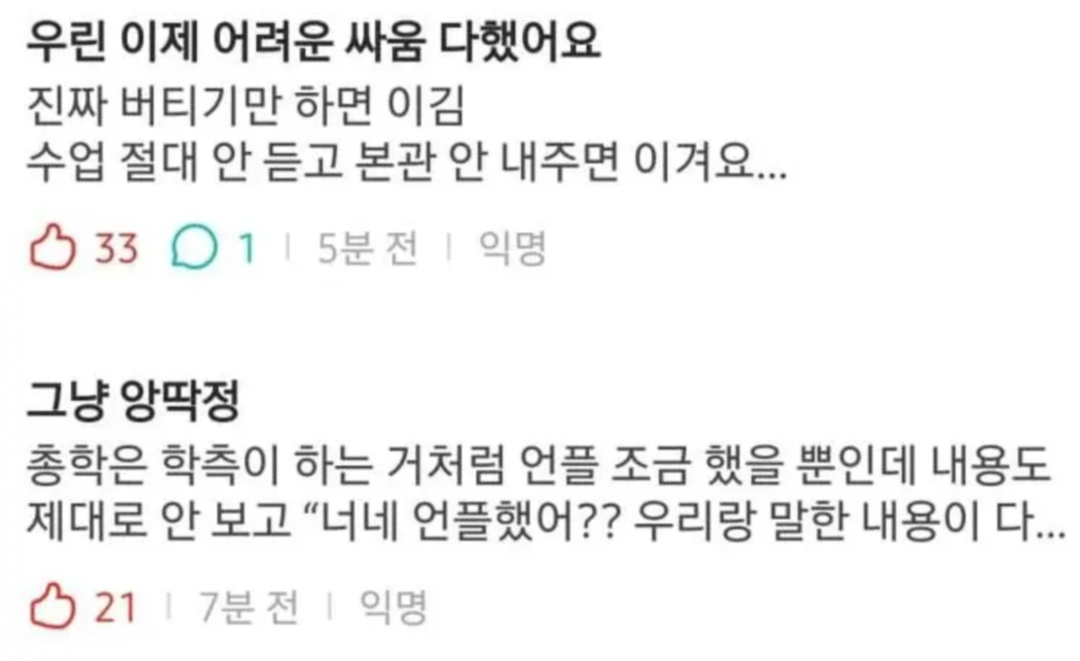 우린 이제 어려운 싸움 다했어요
진짜 버티기만 하면 이김
수업 절대 안 듣고 본관 안 내주면 이겨요...
33 1 | 5분 전 | 익명
그냥 앙딱정
총학은 학측이 하는 거처럼 언플 조금 했을 뿐인데 내용도
제대로 안 보고 “너네 언플했어?? 우리랑 말한 내용이 다...
21 | 7분 전 | 익명